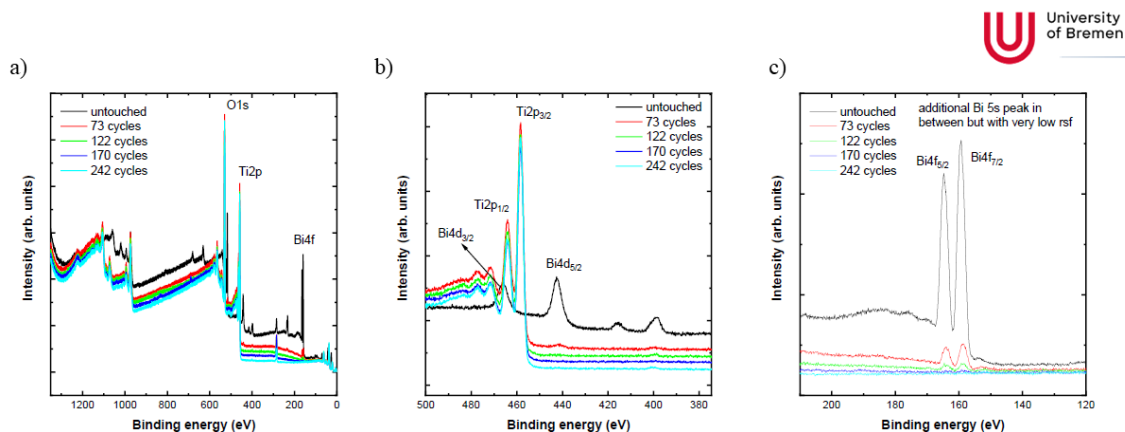 University
of Bremen
a)
b)
c)
untouched
73 cycles
122 cycles
170 cycles
242 cycles
O1s
Ti2p
Bi4f
Intensity (arb. units)
1200 1000 800 600 400 200 0
Binding energy (eV)
untouched
73 cycles
122 cycles
170 cycles
242 cycles
Ti2p3/2
Ti2p1/2
Bi4d3/2
Bi4d5/2
Intensity (arb. units)
500 480 460 440 420 400 380
Binding energy (eV)
untouched
73 cycles
122 cycles
170 cycles
242 cycles
additional Bi 5s peak in
between but with very low rsf
Bi4f5/2
Bi4f7/2
Intensity (arb. units)
200 180 160 140 120
Binding energy (eV)